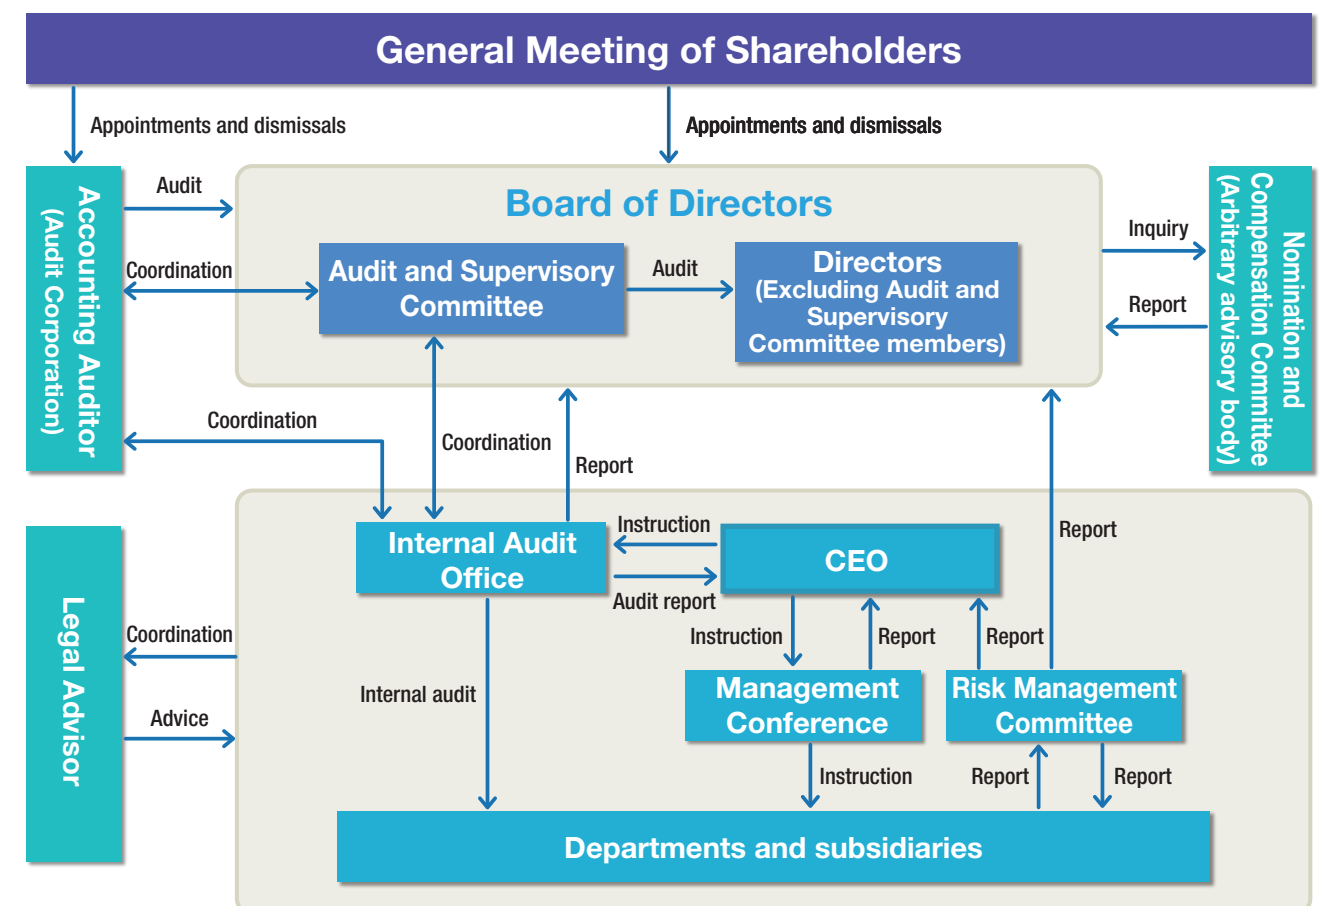 General Meeting of Shareholders
Appointments and dismissals
Appointments and dismissals
Accounting Auditor
(Audit Corporation)
Audit
Coordination
Board of Directors
Audit and Supervisory
Committee
Audit
Directors
(Excluding Audit and
Supervisory
Committee members)
Inquiry
Report
Nomination and
Compensation Committee
(Arbitrary advisory body)
Coordination
Coordination
Report
Report
Legal Advisor
Coordination
Advice
Internal Audit
Office
Instruction
Audit report
CEO
Instruction
Report
Report
Internal audit
Management
Conference
Risk Management
Committee
Instruction
Report
Report
Departments and subsidiaries